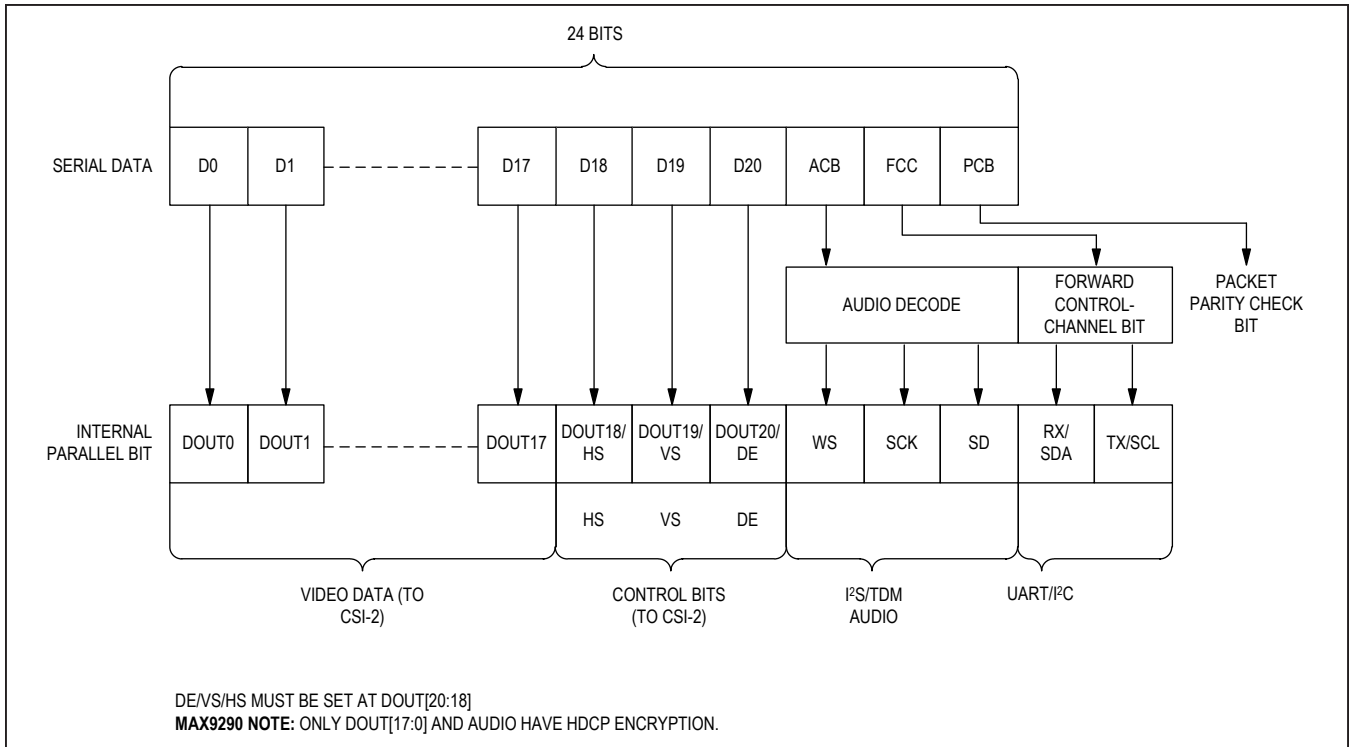 24 BITS
SERIAL DATA
D0
D1
D17
D18
D19
D20
ACB
FCC
PCB
AUDIO DECODE
FORWARD
CONTROL-
CHANNEL BIT
PACKET
PARITY CHECK
BIT
INTERNAL
PARALLEL BIT
DOUT0
DOUT1
DOUT17
DOUT18/
HS
DOUT19/
VS
DOUT20/
DE
WS
SCK
SD
RX/
SDA
TX/SCL
HS
VS
DE
VIDEO DATA (TO
CSI-2)
CONTROL BITS
(TO CSI-2)
I²S/TDM
AUDIO
UART/I²C
DE/VS/HS MUST BE SET AT DOUT[20:18]
MAX9290 NOTE: ONLY DOUT[17:0] AND AUDIO HAVE HDCP ENCRYPTION.